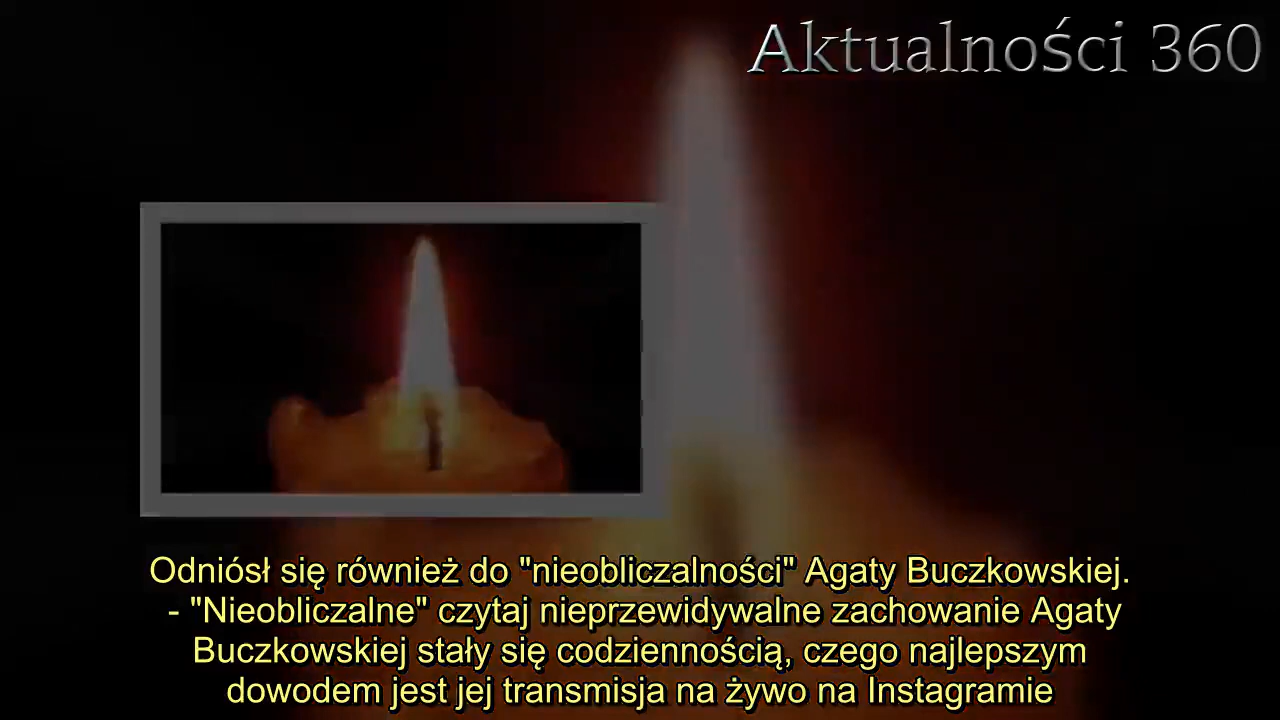 Aktualności 360
Odniósł się również do "nieobliczalności" Agaty Buczkowskiej.
- "Nieobliczalne" czytaj nieprzewidywalne zachowanie Agaty
Buczkowskiej stały się codziennością, czego najlepszym
dowodem jest jej transmisja na żywo na Instagramie